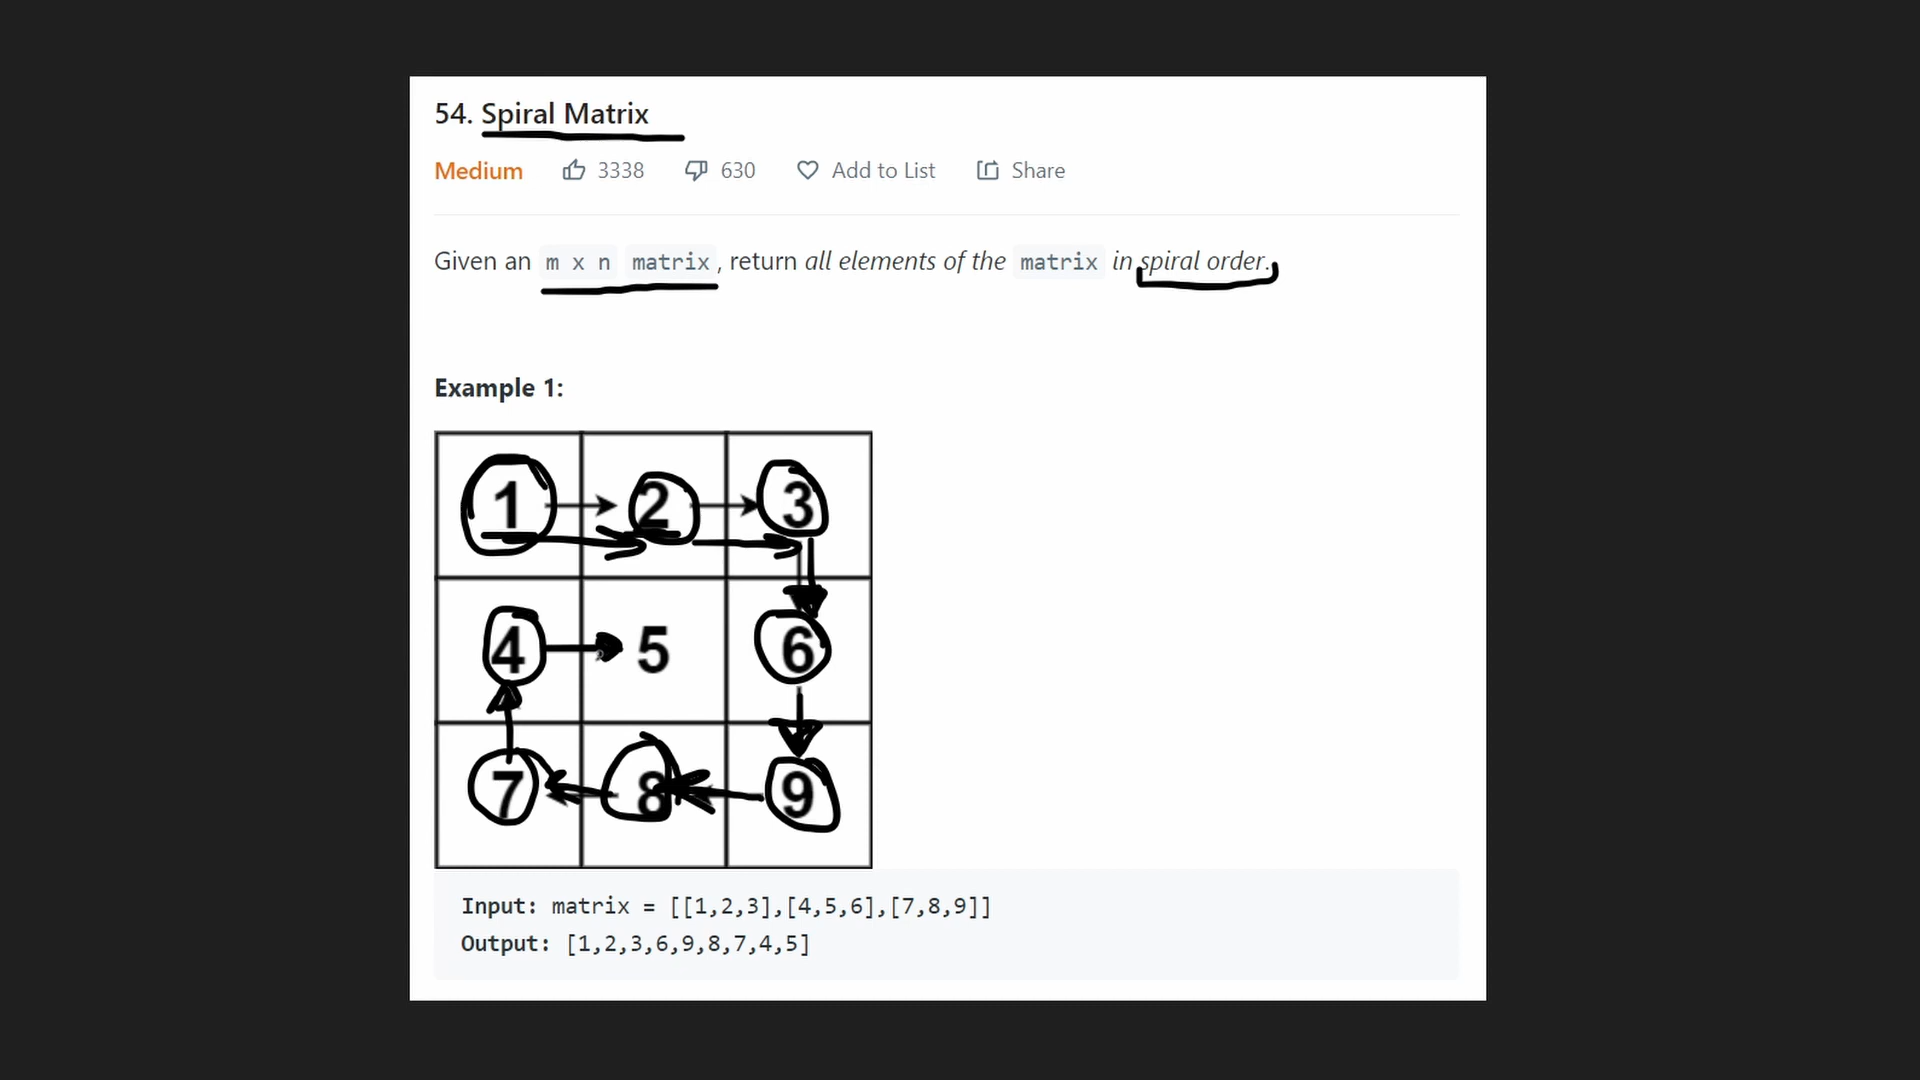 54. Spiral Matrix
Medium 3338 630 Add to List Share
Given an m x n matrix, return all elements of the matrix in spiral order.
Example 1:
1 2 3
4 5 6
7 8 9
Input: matrix = [[1,2,3],[4,5,6],[7,8,9]]
Output: [1,2,3,6,9,8,7,4,5]